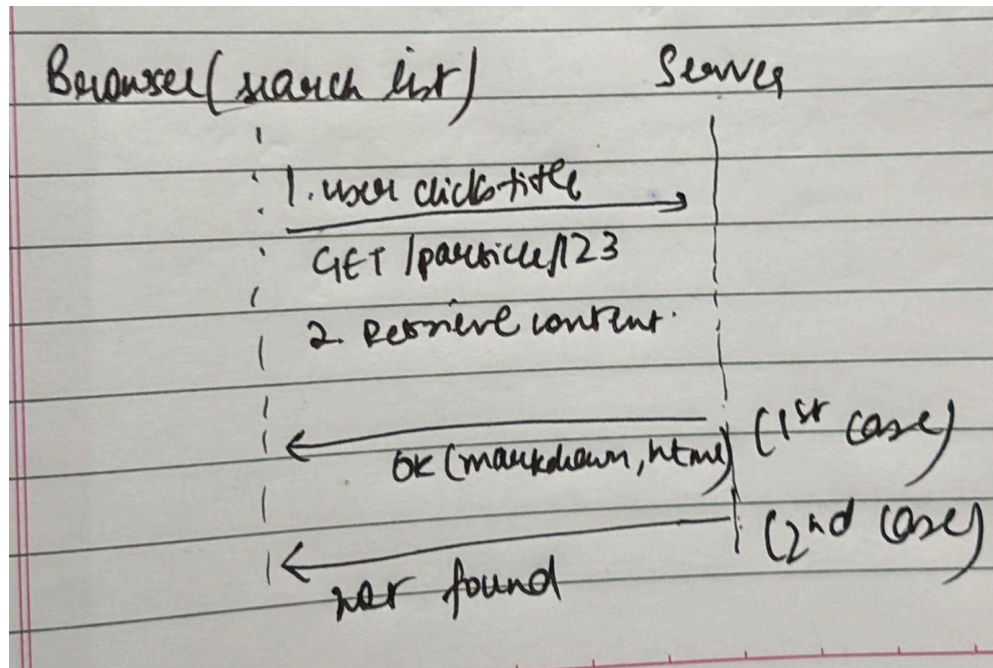 Browser (search list)
Server
1. user clicks title
GET /particle/123
2. Retrieve content.
OK (markdown, html)
(1st case)
not found
(2nd case)